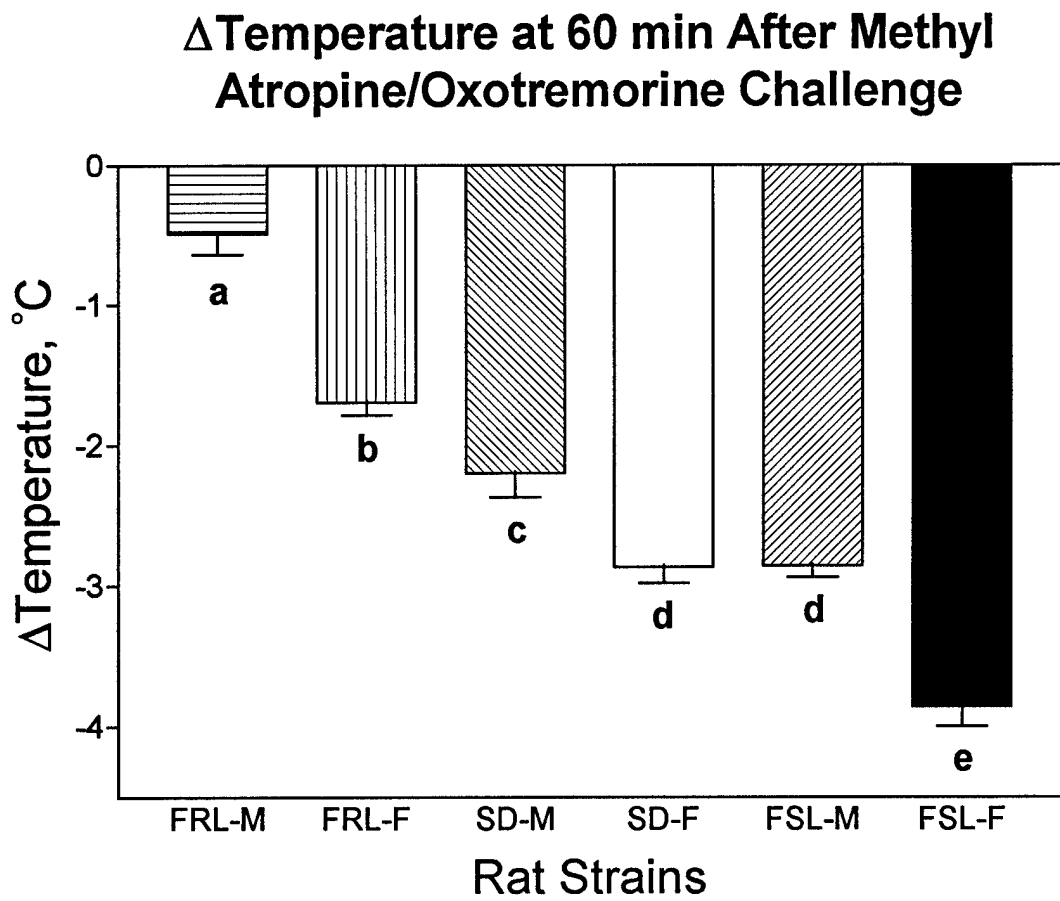 ΔTemperature at 60 min After Methyl
Atropine/Oxotremorine Challenge
0
-1
-2
-3
-4
ΔTemperature, °C
a
b
c
d
d
e
FRL-M FRL-F SD-M SD-F FSL-M FSL-F
Rat Strains